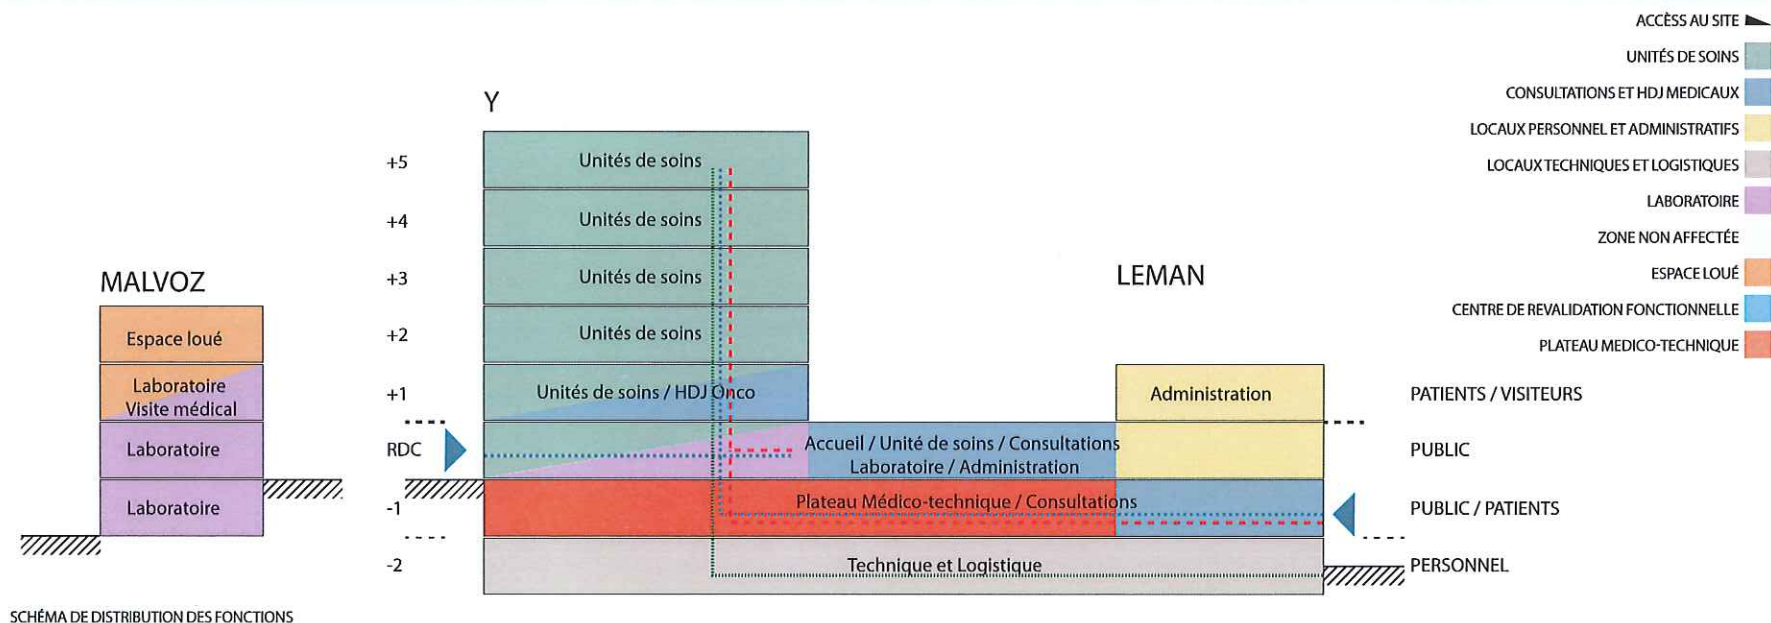 ACCÈS AU SITE
UNITÉS DE SOINS
CONSULTATIONS ET HDJ MEDICAUX
LOCAUX PERSONNEL ET ADMINISTRATIFS
LOCAUX TECHNIQUES ET LOGISTIQUES
LABORATOIRE
ZONE NON AFFECTÉE
ESPACE LOUÉ
CENTRE DE REVALIDATION FONCTIONNELLE
PLATEAU MEDICO-TECHNIQUE
MALVOZ
Espace loué
Laboratoire
Visite médical
Laboratoire
Laboratoire
Y
LEMAN
+5
Unités de soins
+4
Unités de soins
+3
Unités de soins
+2
Unités de soins
+1
Unités de soins / HDJ Onco
Administration
PATIENTS / VISITEURS
RDC
Accueil / Unité de soins / Consultations
Laboratoire / Administration
PUBLIC
-1
Plateau Médico-technique / Consultations
PUBLIC / PATIENTS
-2
Technique et Logistique
PERSONNEL
SCHÉMA DE DISTRIBUTION DES FONCTIONS